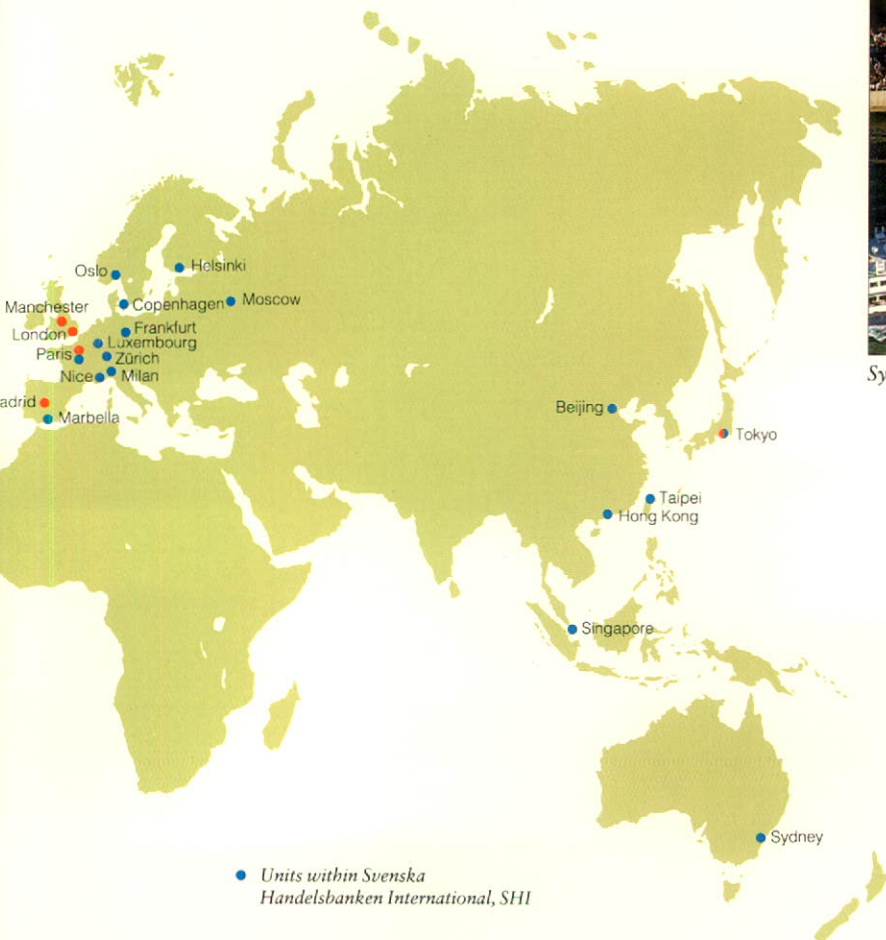 Oslo
Helsinki
Manchester
Copenhagen
Moscow
London
Frankfurt
Luxembourg
Paris
Zürich
Nice
Milan
adrid
Marbella
Beijing
Tokyo
Taipei
Hong Kong
Singapore
Sydney
Units within Svenska
Handelsbanken International, SHI
Sy